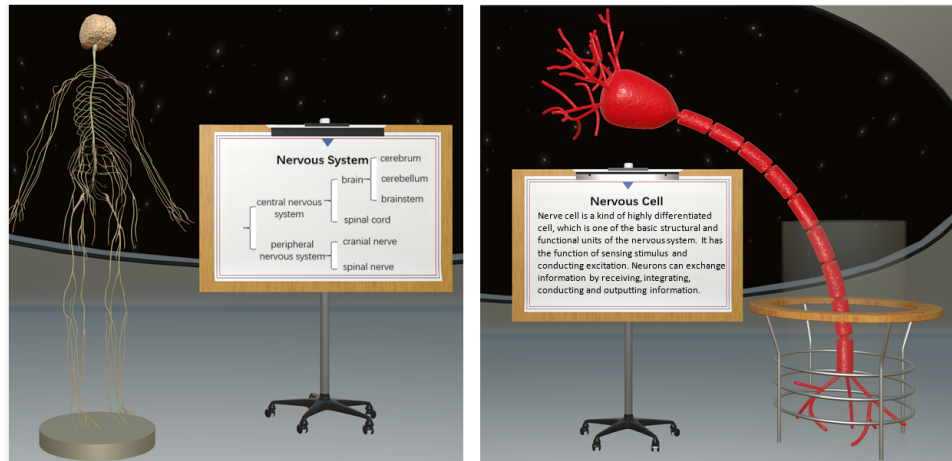 Nervous System
cerebrum
brain
cerebellum
brainstem
central nervous
system
spinal cord
peripheral
nervous system
cranial nerve
spinal nerve
Nervous Cell
Nerve cell is a kind of highly differentiated
cell, which is one of the basic structural and
functional units of the nervous system. It has
the function of sensing stimulus and
conducting excitation. Neurons can exchange
information by receiving, integrating,
conducting and outputting information.